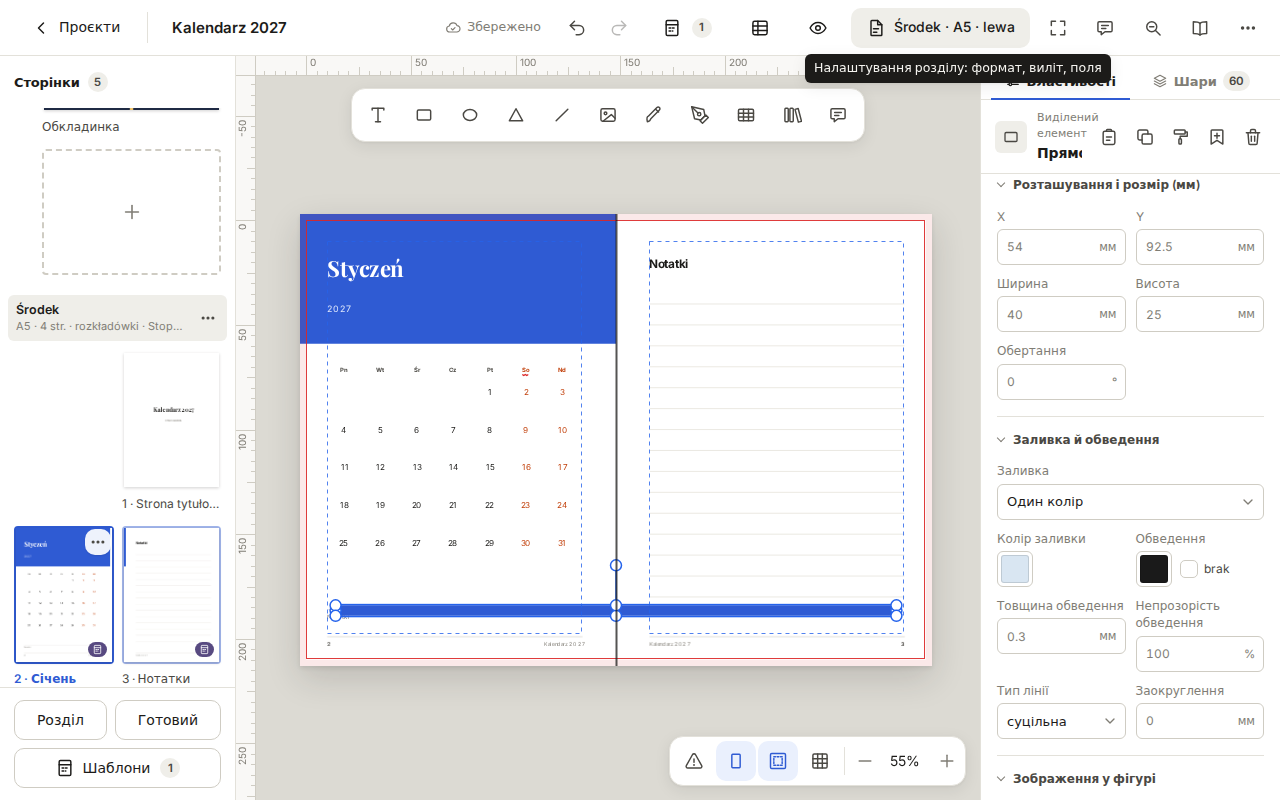 Проєкти
Kalendarz 2027
Збережено
1
Środek · A5 · lewa
Налаштування розділу: формат, виліт, поля
Сторінки 5
Обкладинка
Środek
A5 · 4 str. · rozkładówki · Stop...
Kalendarz 2027
1 · Strona tytuło...
Styczeń
Notatki
2 · Січень
3 · Нотатки
Розділ
Готовий
Шаблони 1
0 50 100 150 200
-50 0 50 100 150 200 250
Styczeń
2027
Pn Wt Śr Cz Pt So Nd
1 2 3
4 5 6 7 8 9 10
11 12 13 14 15 16 17
18 19 20 21 22 23 24
25 26 27 28 29 30 31
2
Kalendarz 2027
Notatki
Kalendarz 2027
3
55%
Властивості
Шари 60
Виділений
елемент
Розташування і розмір (мм)
X
Y
54 мм
92.5 мм
Ширина
Висота
40 мм
25 мм
Обертання
0 °
Заливка й обведення
Заливка
Один колір
Колір заливки
Обведення
brak
Товщина обведення
Непрозорість
обведення
0.3 мм
100 %
Тип лінії
Заокруглення
суцільна
0 мм
Зображення у фігурі